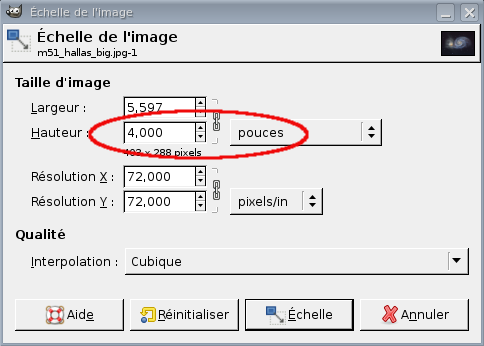 Échelle de l'image
Échelle de l'image
m51_hallas_big.jpg-1
Taille d'image
Largeur : 5,597
Hauteur : 4,000 pouces
403 x 288 pixels
Résolution X : 72,000
Résolution Y : 72,000 pixels/in
Qualité
Interpolation : Cubique
Aide Réinitialiser Échelle Annuler